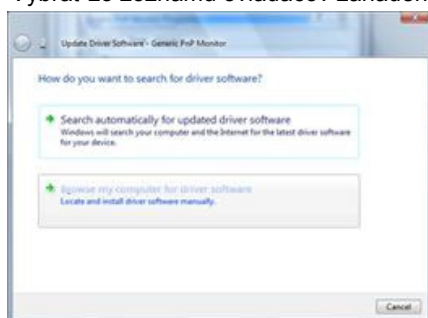 Update Driver Software - Generic PnP Monitor
How do you want to search for driver software?
Search automatically for updated driver software
Windows will search your computer and the Internet for the latest driver software
for your device.
Browse my computer for driver software
Locate and install driver software manually.
Cancel